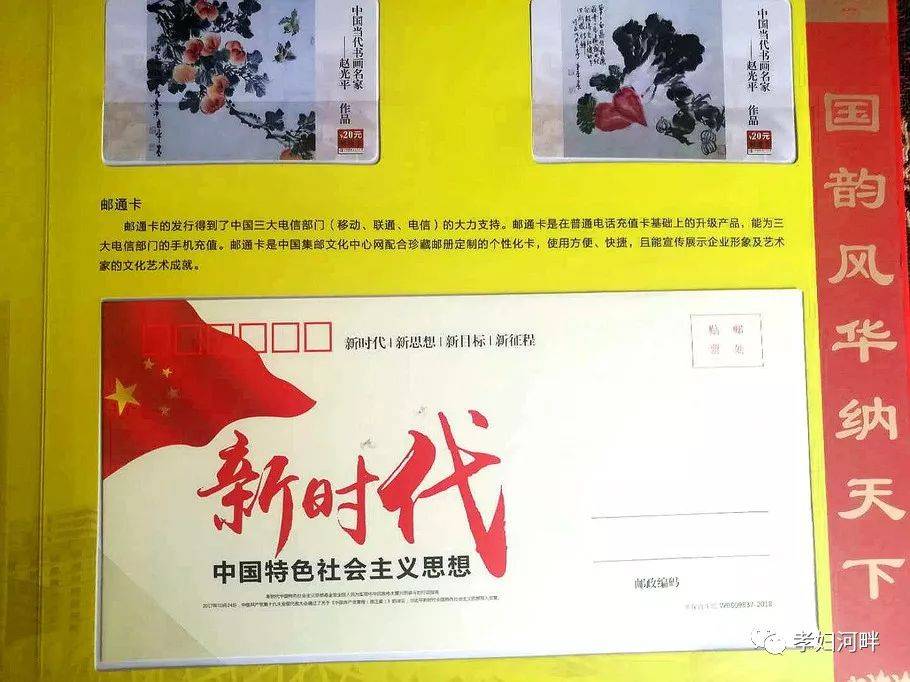 中国当代书画名家
——赵光平 作品
¥20元
中国当代书画名家
——赵光平 作品
¥20元
邮通卡
邮通卡的发行得到了中国三大电信部门（移动、联通、电信）的大力支持。邮通卡是在普通电话充值卡基础上的升级产品，能为三
大电信部门的手机充值。邮通卡是中国集邮文化中心网配合珍藏邮册定制的个性化卡，使用方便、快捷，且能宣传展示企业形象及艺术
家的文化艺术成就。
新时代 | 新思想 | 新目标 | 新征程
贴 邮
票 处
新时代
中国特色社会主义思想
邮政编码
国韵风华纳天下
孝妇河畔